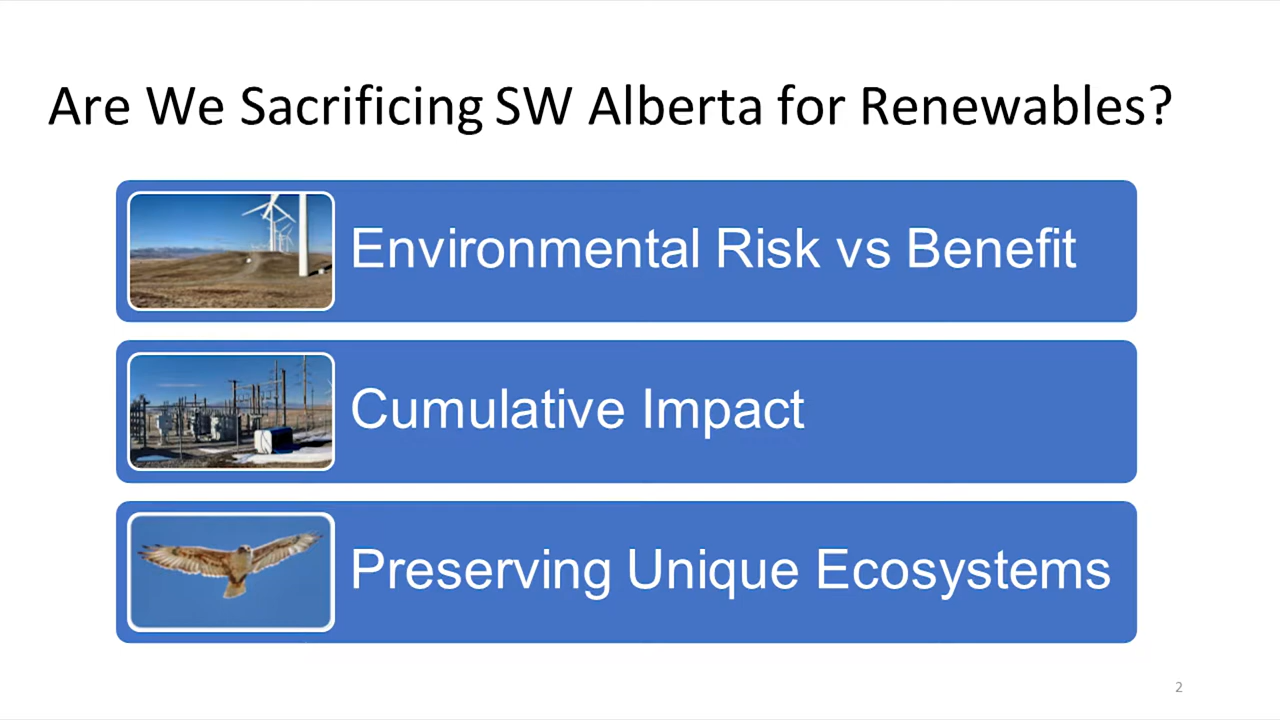 Are We Sacrificing SW Alberta for Renewables?
Environmental Risk vs Benefit
Cumulative Impact
Preserving Unique Ecosystems
2